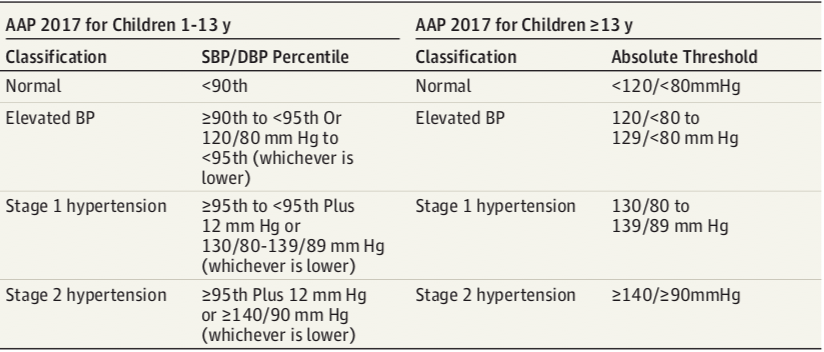 AAP 2017 for Children 1-13 y AAP 2017 for Children ≥13 y
Classification SBP/DBP Percentile Classification Absolute Threshold
Normal <90th Normal <120/<80mmHg
Elevated BP ≥90th to <95th Or Elevated BP 120/<80 to
120/80 mm Hg to 129/<80 mm Hg
<95th (whichever is
lower)
Stage 1 hypertension ≥95th to <95th Plus Stage 1 hypertension 130/80 to
12 mm Hg or 139/89 mm Hg
130/80-139/89 mm Hg
(whichever is lower)
Stage 2 hypertension ≥95th Plus 12 mm Hg Stage 2 hypertension ≥140/≥90mmHg
or ≥140/90 mm Hg
(whichever is lower)